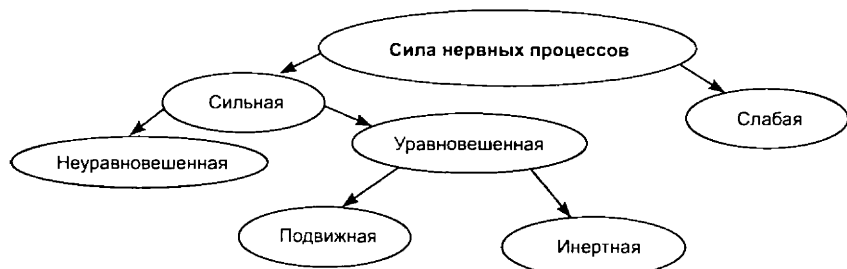 Сила нервных процессов
Сильная
Слабая
Неуравновешенная
Уравновешенная
Подвижная
Инертная